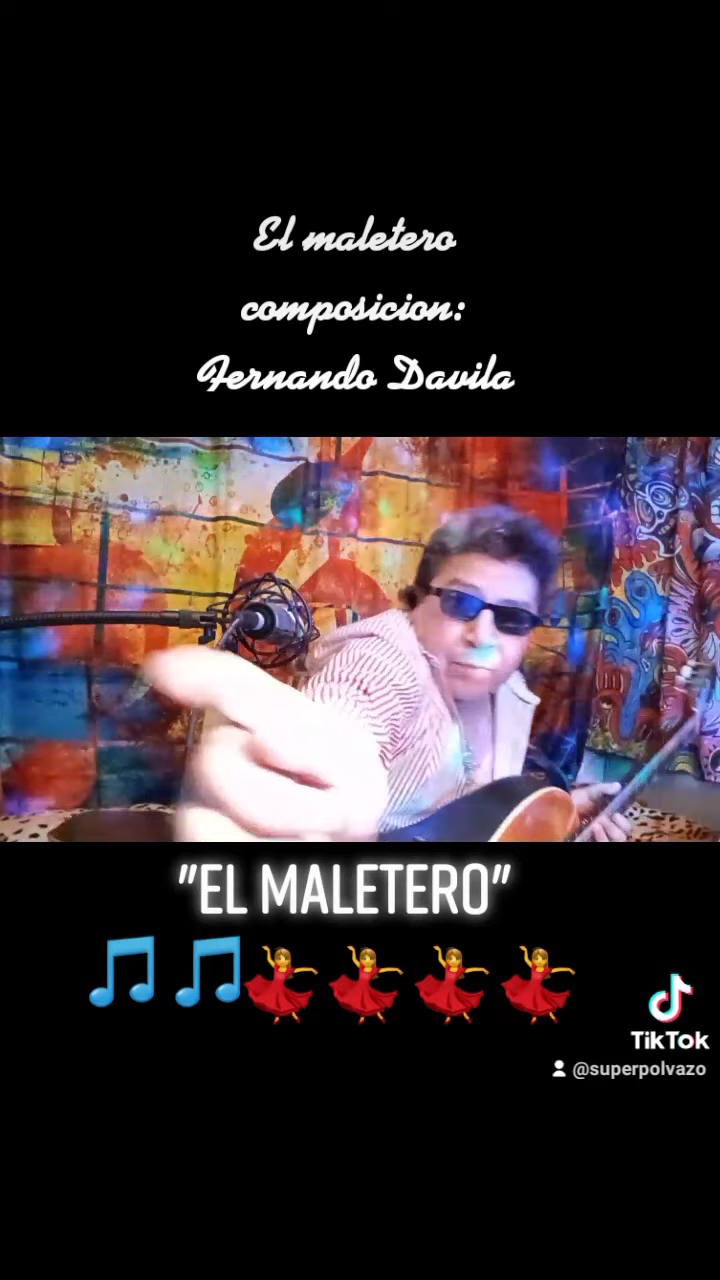 El maletero
composicion:
Fernando Davila
"EL MALETERO"
TikTok
@superpolvazo